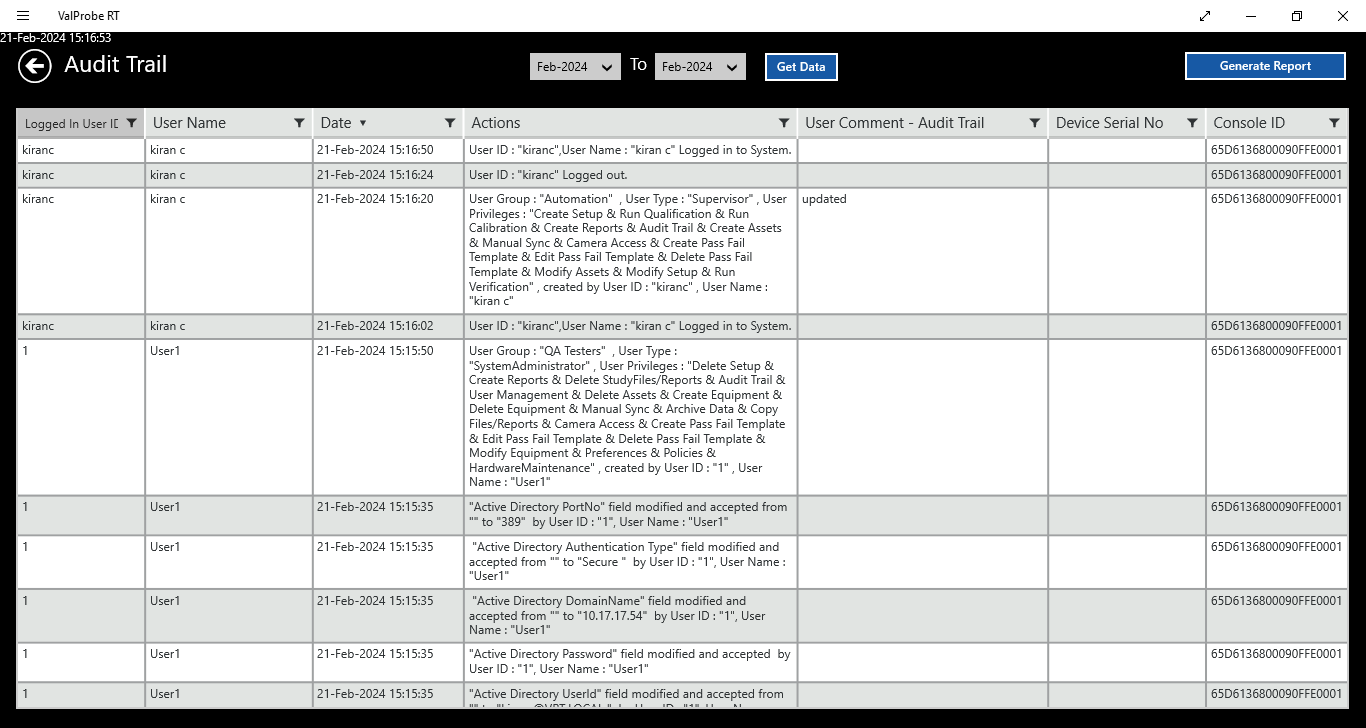 ValProbe RT
21-Feb-2024 15:16:53
Audit Trail
Feb-2024 To Feb-2024 Get Data Generate Report
Logged In User ID User Name Date ▼ Actions User Comment - Audit Trail Device Serial No Console ID
kiranc kiran c 21-Feb-2024 15:16:50 User ID : "kiranc",User Name : "kiran c" Logged in to System. 65D6136800090FFE0001
kiranc kiran c 21-Feb-2024 15:16:24 User ID : "kiranc" Logged out. 65D6136800090FFE0001
kiranc kiran c 21-Feb-2024 15:16:20 User Group : "Automation" , User Type : "Supervisor" , User updated 65D6136800090FFE0001
Privileges : "Create Setup & Run Qualification & Run
Calibration & Create Reports & Audit Trail & Create Assets
& Manual Sync & Camera Access & Create Pass Fail
Template & Edit Pass Fail Template & Delete Pass Fail
Template & Modify Assets & Modify Setup & Run
Verification" , created by User ID : "kiranc" , User Name :
"kiran c"
kiranc kiran c 21-Feb-2024 15:16:02 User ID : "kiranc",User Name : "kiran c" Logged in to System. 65D6136800090FFE0001
1 User1 21-Feb-2024 15:15:50 User Group : "QA Testers" , User Type : 65D6136800090FFE0001
"SystemAdministrator" , User Privileges : "Delete Setup &
Create Reports & Delete StudyFiles/Reports & Audit Trail &
User Management & Delete Assets & Create Equipment &
Delete Equipment & Manual Sync & Archive Data & Copy
Files/Reports & Camera Access & Create Pass Fail Template
& Edit Pass Fail Template & Delete Pass Fail Template &
Modify Equipment & Preferences & Policies &
HardwareMaintenance" , created by User ID : "1" , User
Name : "User1"
1 User1 21-Feb-2024 15:15:35 "Active Directory PortNo" field modified and accepted from 65D6136800090FFE0001
"" to "389" by User ID : "1", User Name : "User1"
1 User1 21-Feb-2024 15:15:35 "Active Directory Authentication Type" field modified and 65D6136800090FFE0001
accepted from "" to "Secure " by User ID : "1", User Name :
"User1"
1 User1 21-Feb-2024 15:15:35 "Active Directory DomainName" field modified and 65D6136800090FFE0001
accepted from "" to "10.17.17.54" by User ID : "1", User
Name : "User1"
1 User1 21-Feb-2024 15:15:35 "Active Directory Password" field modified and accepted by 65D6136800090FFE0001
User ID : "1", User Name : "User1"
1 User1 21-Feb-2024 15:15:35 "Active Directory UserId" field modified and accepted from 65D6136800090FFE0001